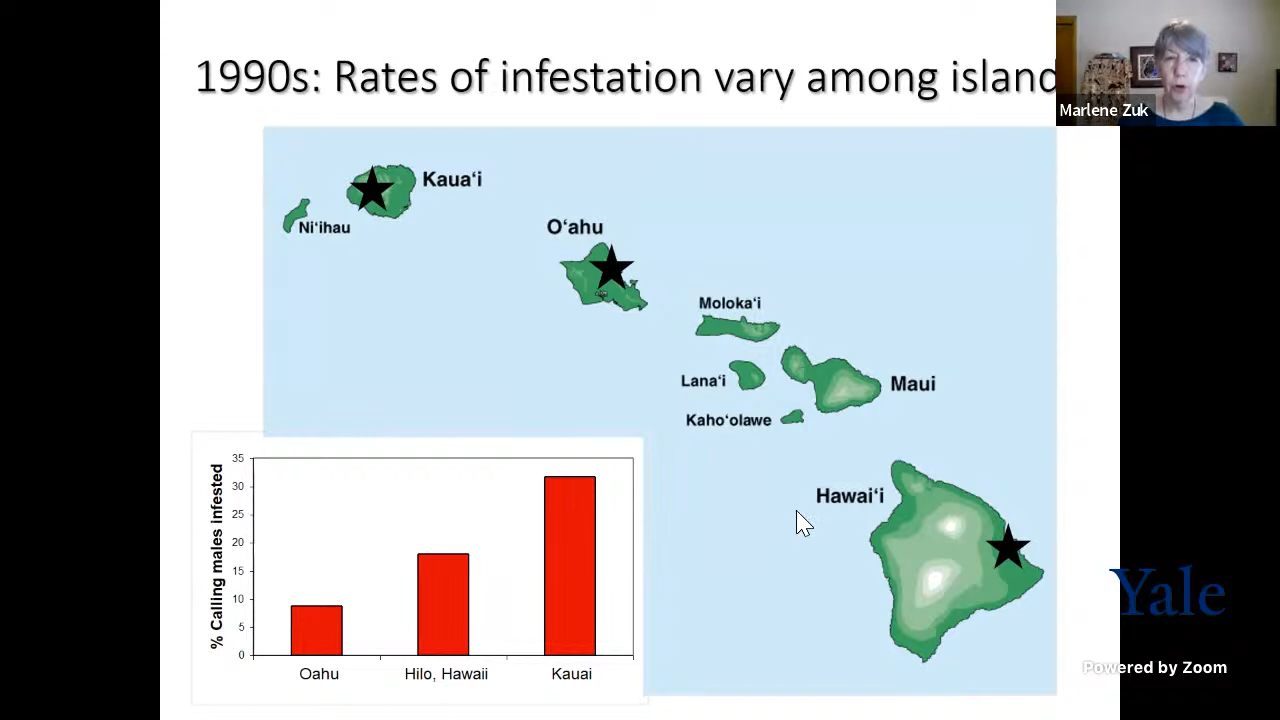 1990s: Rates of infestation vary among island
Marlene Zuk
Kaua‘i
Ni‘ihau
O‘ahu
Moloka‘i
Lana‘i
Maui
Kaho‘olawe
Hawai‘i
% Calling males infested
35
30
25
20
15
10
5
0
Oahu
Hilo, Hawaii
Kauai
Yale
Powered by Zoom